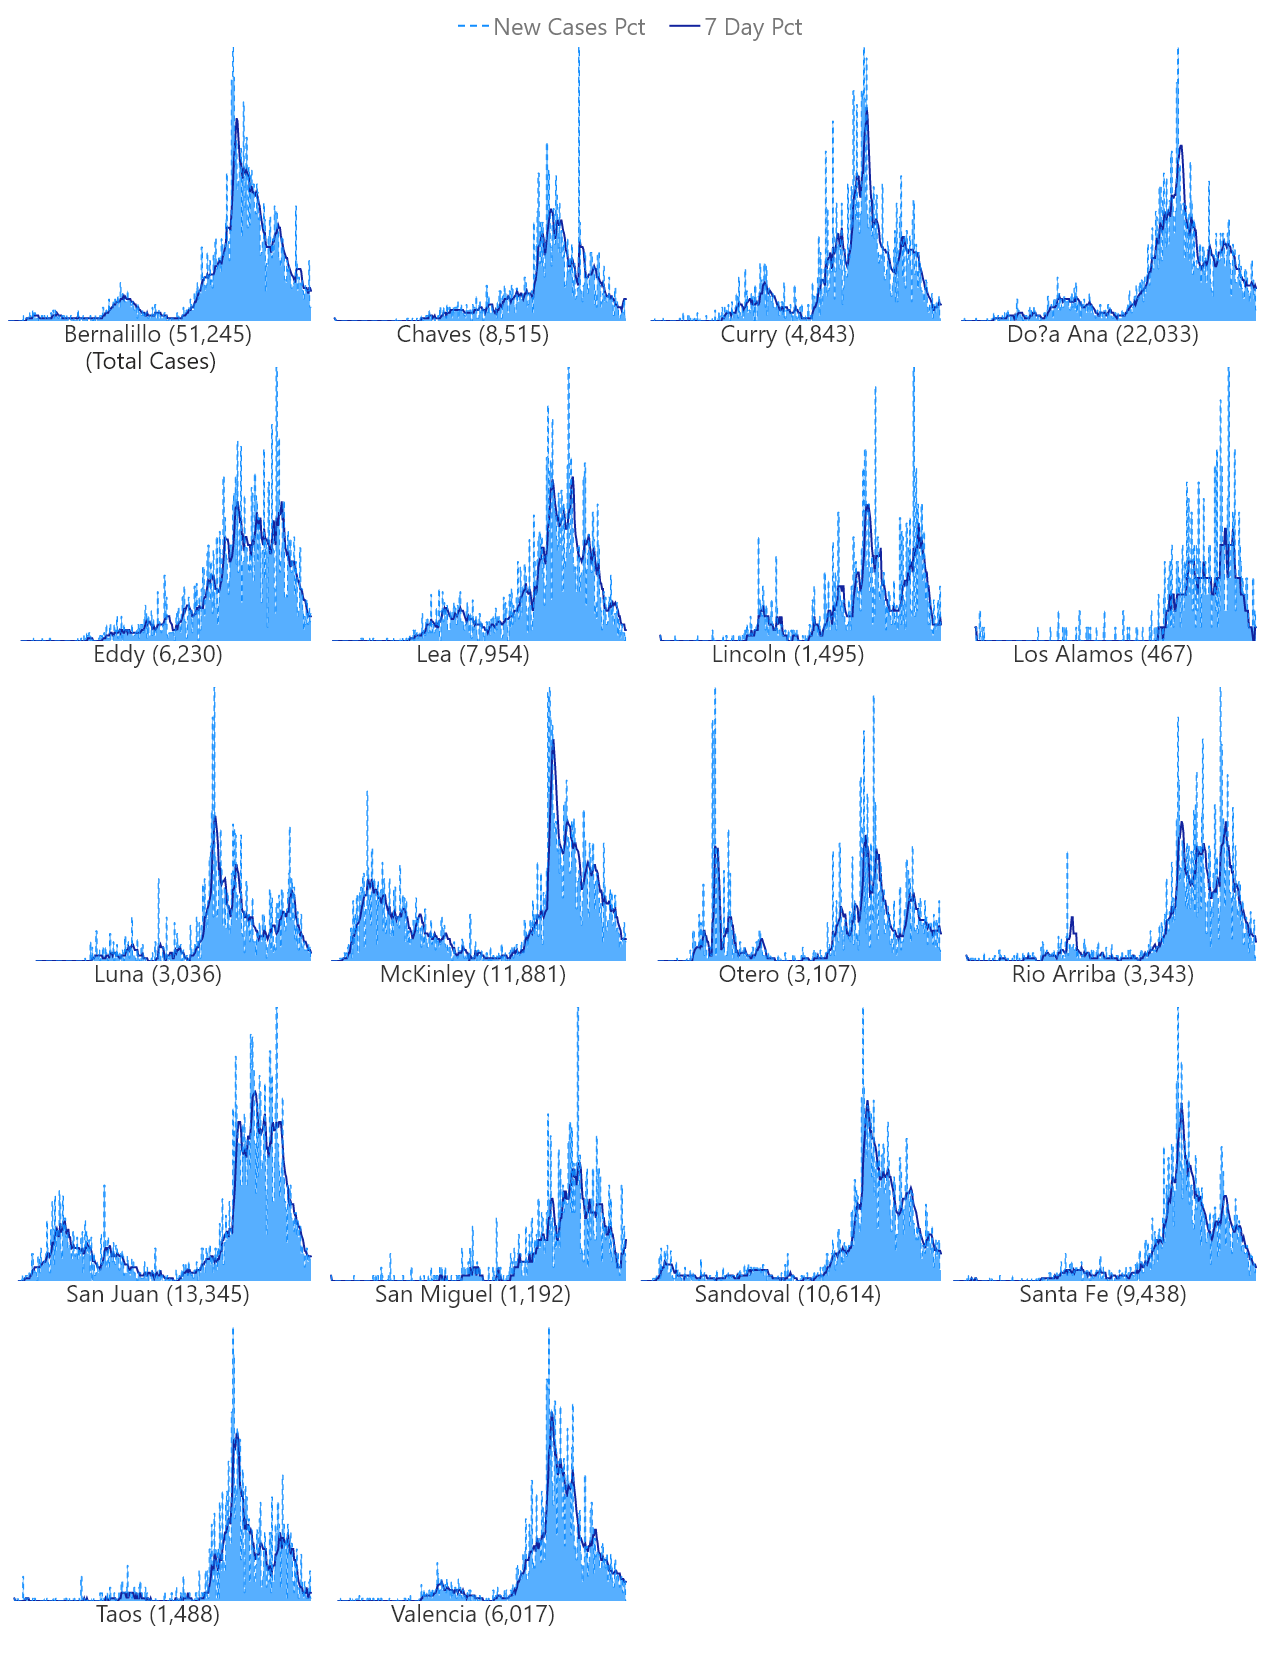 New Cases Pct 7 Day Pct
Bernalillo (51,245) Chaves (8,515) Curry (4,843) Do?a Ana (22,033)
(Total Cases)
Eddy (6,230) Lea (7,954) Lincoln (1,495) Los Alamos (467)
Luna (3,036) McKinley (11,881) Otero (3,107) Rio Arriba (3,343)
San Juan (13,345) San Miguel (1,192) Sandoval (10,614) Santa Fe (9,438)
Taos (1,488) Valencia (6,017)